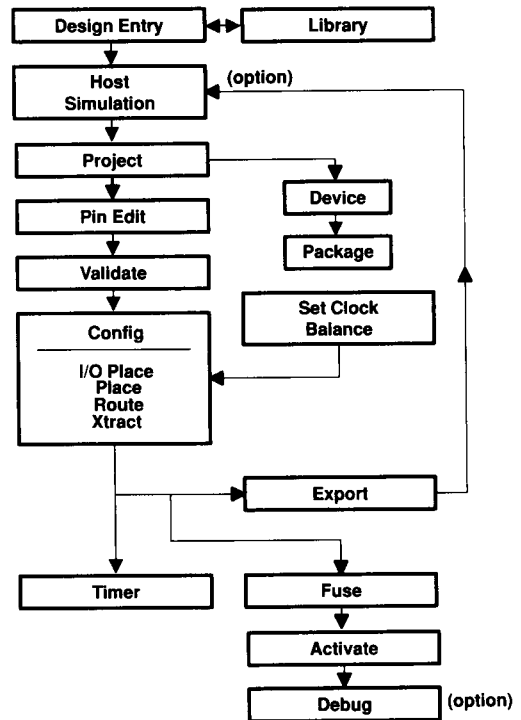 Design Entry
Library
Host
Simulation
(option)
Project
Device
Pin Edit
Package
Validate
Set Clock
Balance
Config
I/O Place
Place
Route
Xtract
Export
Timer
Fuse
Activate
Debug
(option)